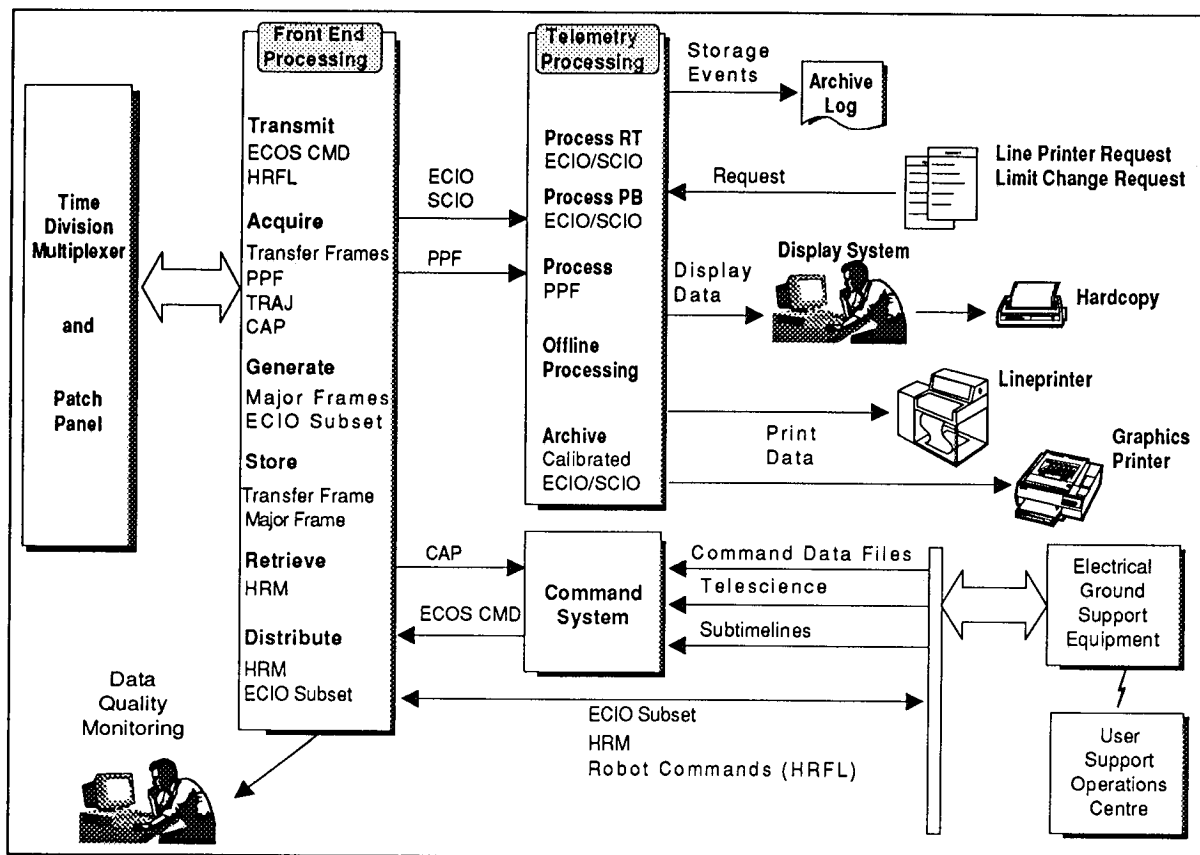 Time
Division
Multiplexer
and
Patch
Panel
Front End
Processing
Transmit
ECOS CMD
HRFL
Acquire
Transfer Frames
PPF
TRAJ
CAP
Generate
Major Frames
ECIO Subset
Store
Transfer Frame
Major Frame
Retrieve
HRM
Distribute
HRM
ECIO Subset
Data
Quality
Monitoring
ECIO
SCIO
PPF
CAP
ECOS CMD
Telemetry
Processing
Process RT
ECIO/SCIO
Process PB
ECIO/SCIO
Process
PPF
Offline
Processing
Archive
Calibrated
ECIO/SCIO
Storage
Events
Archive
Log
Request
Line Printer Request
Limit Change Request
Display
Data
Display System
Hardcopy
Print
Data
Lineprinter
Graphics
Printer
Command
System
Command Data Files
Telescience
Subtimelines
ECIO Subset
HRM
Robot Commands (HRFL)
Electrical
Ground
Support
Equipment
User
Support
Operations
Centre